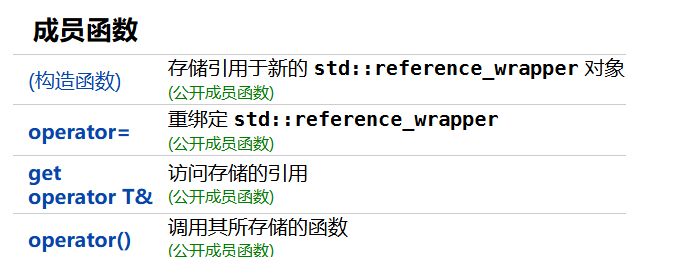 成员函数
(构造函数) 存储引用于新的 std::reference_wrapper 对象
(公开成员函数)
operator= 重绑定 std::reference_wrapper
(公开成员函数)
get
operator T& 访问存储的引用
(公开成员函数)
operator() 调用其所存储的函数
(公开成员函数)